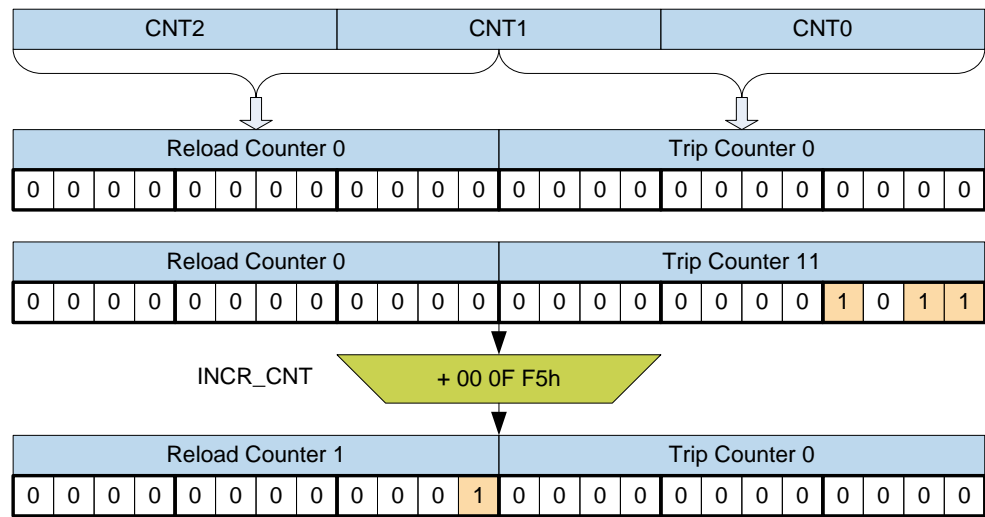 CNT2 CNT1 CNT0
Reload Counter 0 Trip Counter 0
0 0 0 0 0 0 0 0 0 0 0 0 0 0 0 0 0 0 0 0 0 0 0 0
Reload Counter 0 Trip Counter 11
0 0 0 0 0 0 0 0 0 0 0 0 0 0 0 0 0 0 0 0 1 0 1 1
INCR_CNT + 00 0F F5h
Reload Counter 1 Trip Counter 0
0 0 0 0 0 0 0 0 0 0 0 1 0 0 0 0 0 0 0 0 0 0 0 0